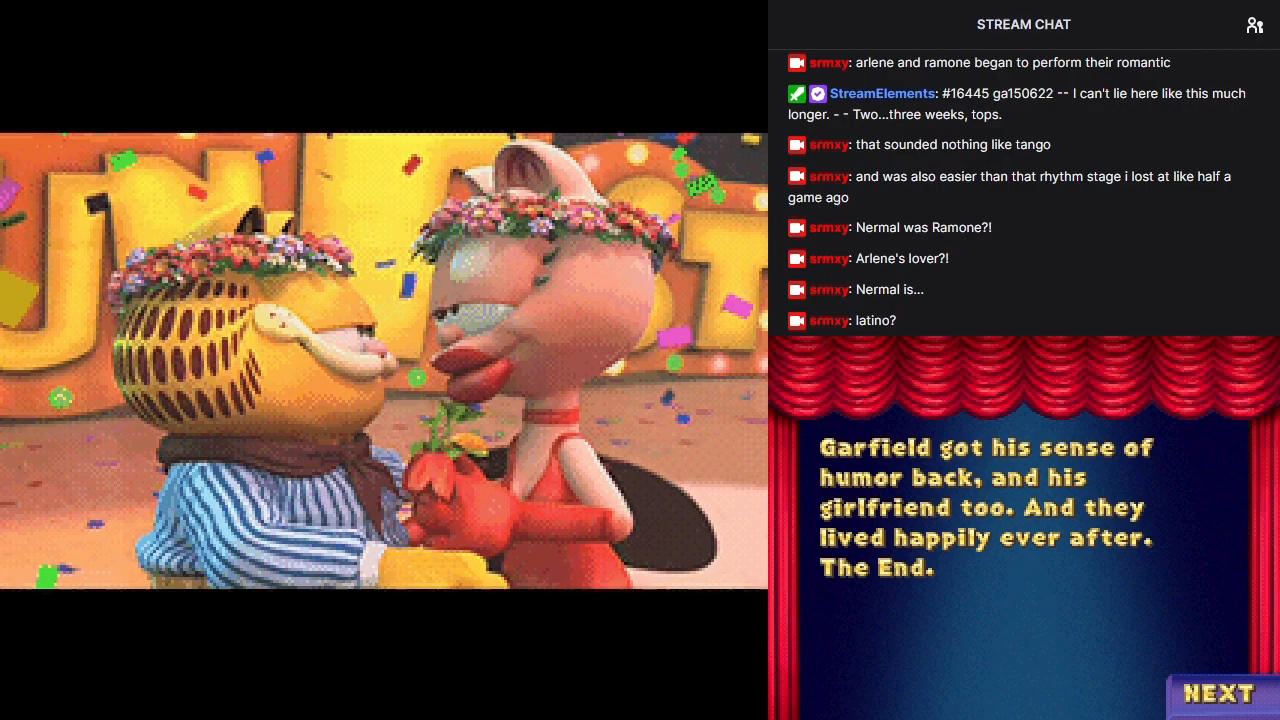 STREAM CHAT
srmxy: arlene and ramone began to perform their romantic
StreamElements: #16445 ga150622 -- I can't lie here like this much
longer. - - Two...three weeks, tops.
srmxy: that sounded nothing like tango
srmxy: and was also easier than that rhythm stage i lost at like half a
game ago
srmxy: Nermal was Ramone?!
srmxy: Arlene's lover?!
srmxy: Nermal is...
srmxy: latino?
Garfield got his sense of
humor back, and his
girlfriend too. And they
lived happily ever after.
The End.
NEXT